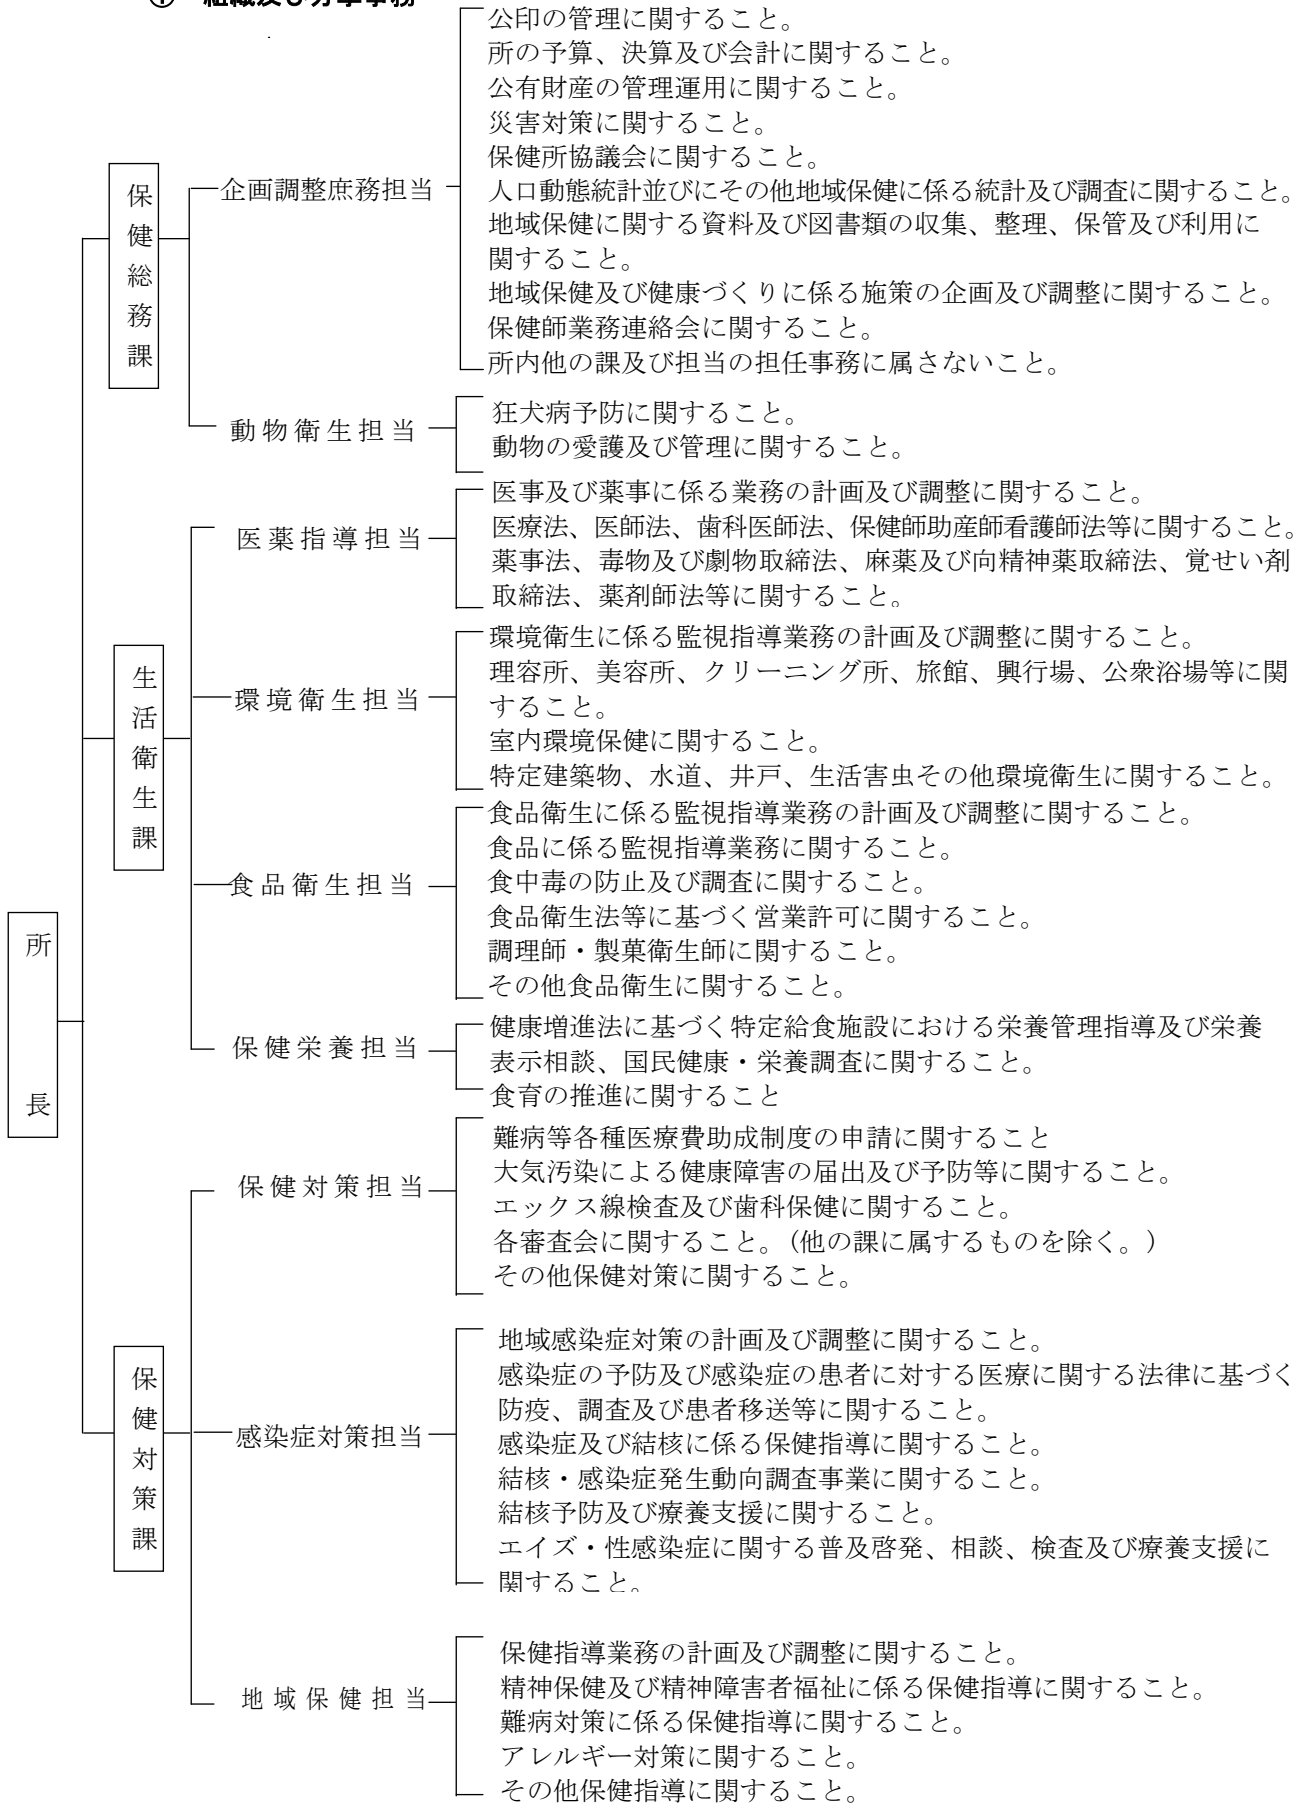 組織及び分掌事務
公印の管理に関すること。
所の予算、決算及び会計に関すること。
公有財産の管理運用に関すること。
災害対策に関すること。
保健所協議会に関すること。
人口動態統計並びにその他地域保健に係る統計及び調査に関すること。
地域保健に関する資料及び図書類の収集、整理、保管及び利用に
関すること。
地域保健及び健康づくりに係る施策の企画及び調整に関すること。
保健師業務連絡会に関すること。
所内他の課及び担当の担任事務に属さないこと。
企画調整庶務担当
保健総務課
動物衛生担当
狂犬病予防に関すること。
動物の愛護及び管理に関すること。
医薬指導担当
医事及び薬事に係る業務の計画及び調整に関すること。
医療法、医師法、歯科医師法、保健師助産師看護師法等に関すること。
薬事法、毒物及び劇物取締法、麻薬及び向精神薬取締法、覚せい剤
取締法、薬剤師法等に関すること。
生活衛生課
環境衛生担当
環境衛生に係る監視指導業務の計画及び調整に関すること。
理容所、美容所、クリーニング所、旅館、興行場、公衆浴場等に関
すること。
室内環境保健に関すること。
特定建築物、水道、井戸、生活害虫その他環境衛生に関すること。
食品衛生担当
食品衛生に係る監視指導業務の計画及び調整に関すること。
食品に係る監視指導業務に関すること。
食中毒の防止及び調査に関すること。
食品衛生法等に基づく営業許可に関すること。
調理師・製菓衛生師に関すること。
その他食品衛生に関すること。
所長
保健栄養担当
健康増進法に基づく特定給食施設における栄養管理指導及び栄養
表示相談、国民健康・栄養調査に関すること。
食育の推進に関すること
保健対策担当
難病等各種医療費助成制度の申請に関すること
大気汚染による健康障害の届出及び予防等に関すること。
エックス線検査及び歯科保健に関すること。
各審査会に関すること。(他の課に属するものを除く。)
その他保健対策に関すること。
保健対策課
感染症対策担当
地域感染症対策の計画及び調整に関すること。
感染症の予防及び感染症の患者に対する医療に関する法律に基づく
防疫、調査及び患者移送等に関すること。
感染症及び結核に係る保健指導に関すること。
結核・感染症発生動向調査事業に関すること。
結核予防及び療養支援に関すること。
エイズ・性感染症に関する普及啓発、相談、検査及び療養支援に
関すること。
地域保健担当
保健指導業務の計画及び調整に関すること。
精神保健及び精神障害者福祉に係る保健指導に関すること。
難病対策に係る保健指導に関すること。
アレルギー対策に関すること。
その他保健指導に関すること。